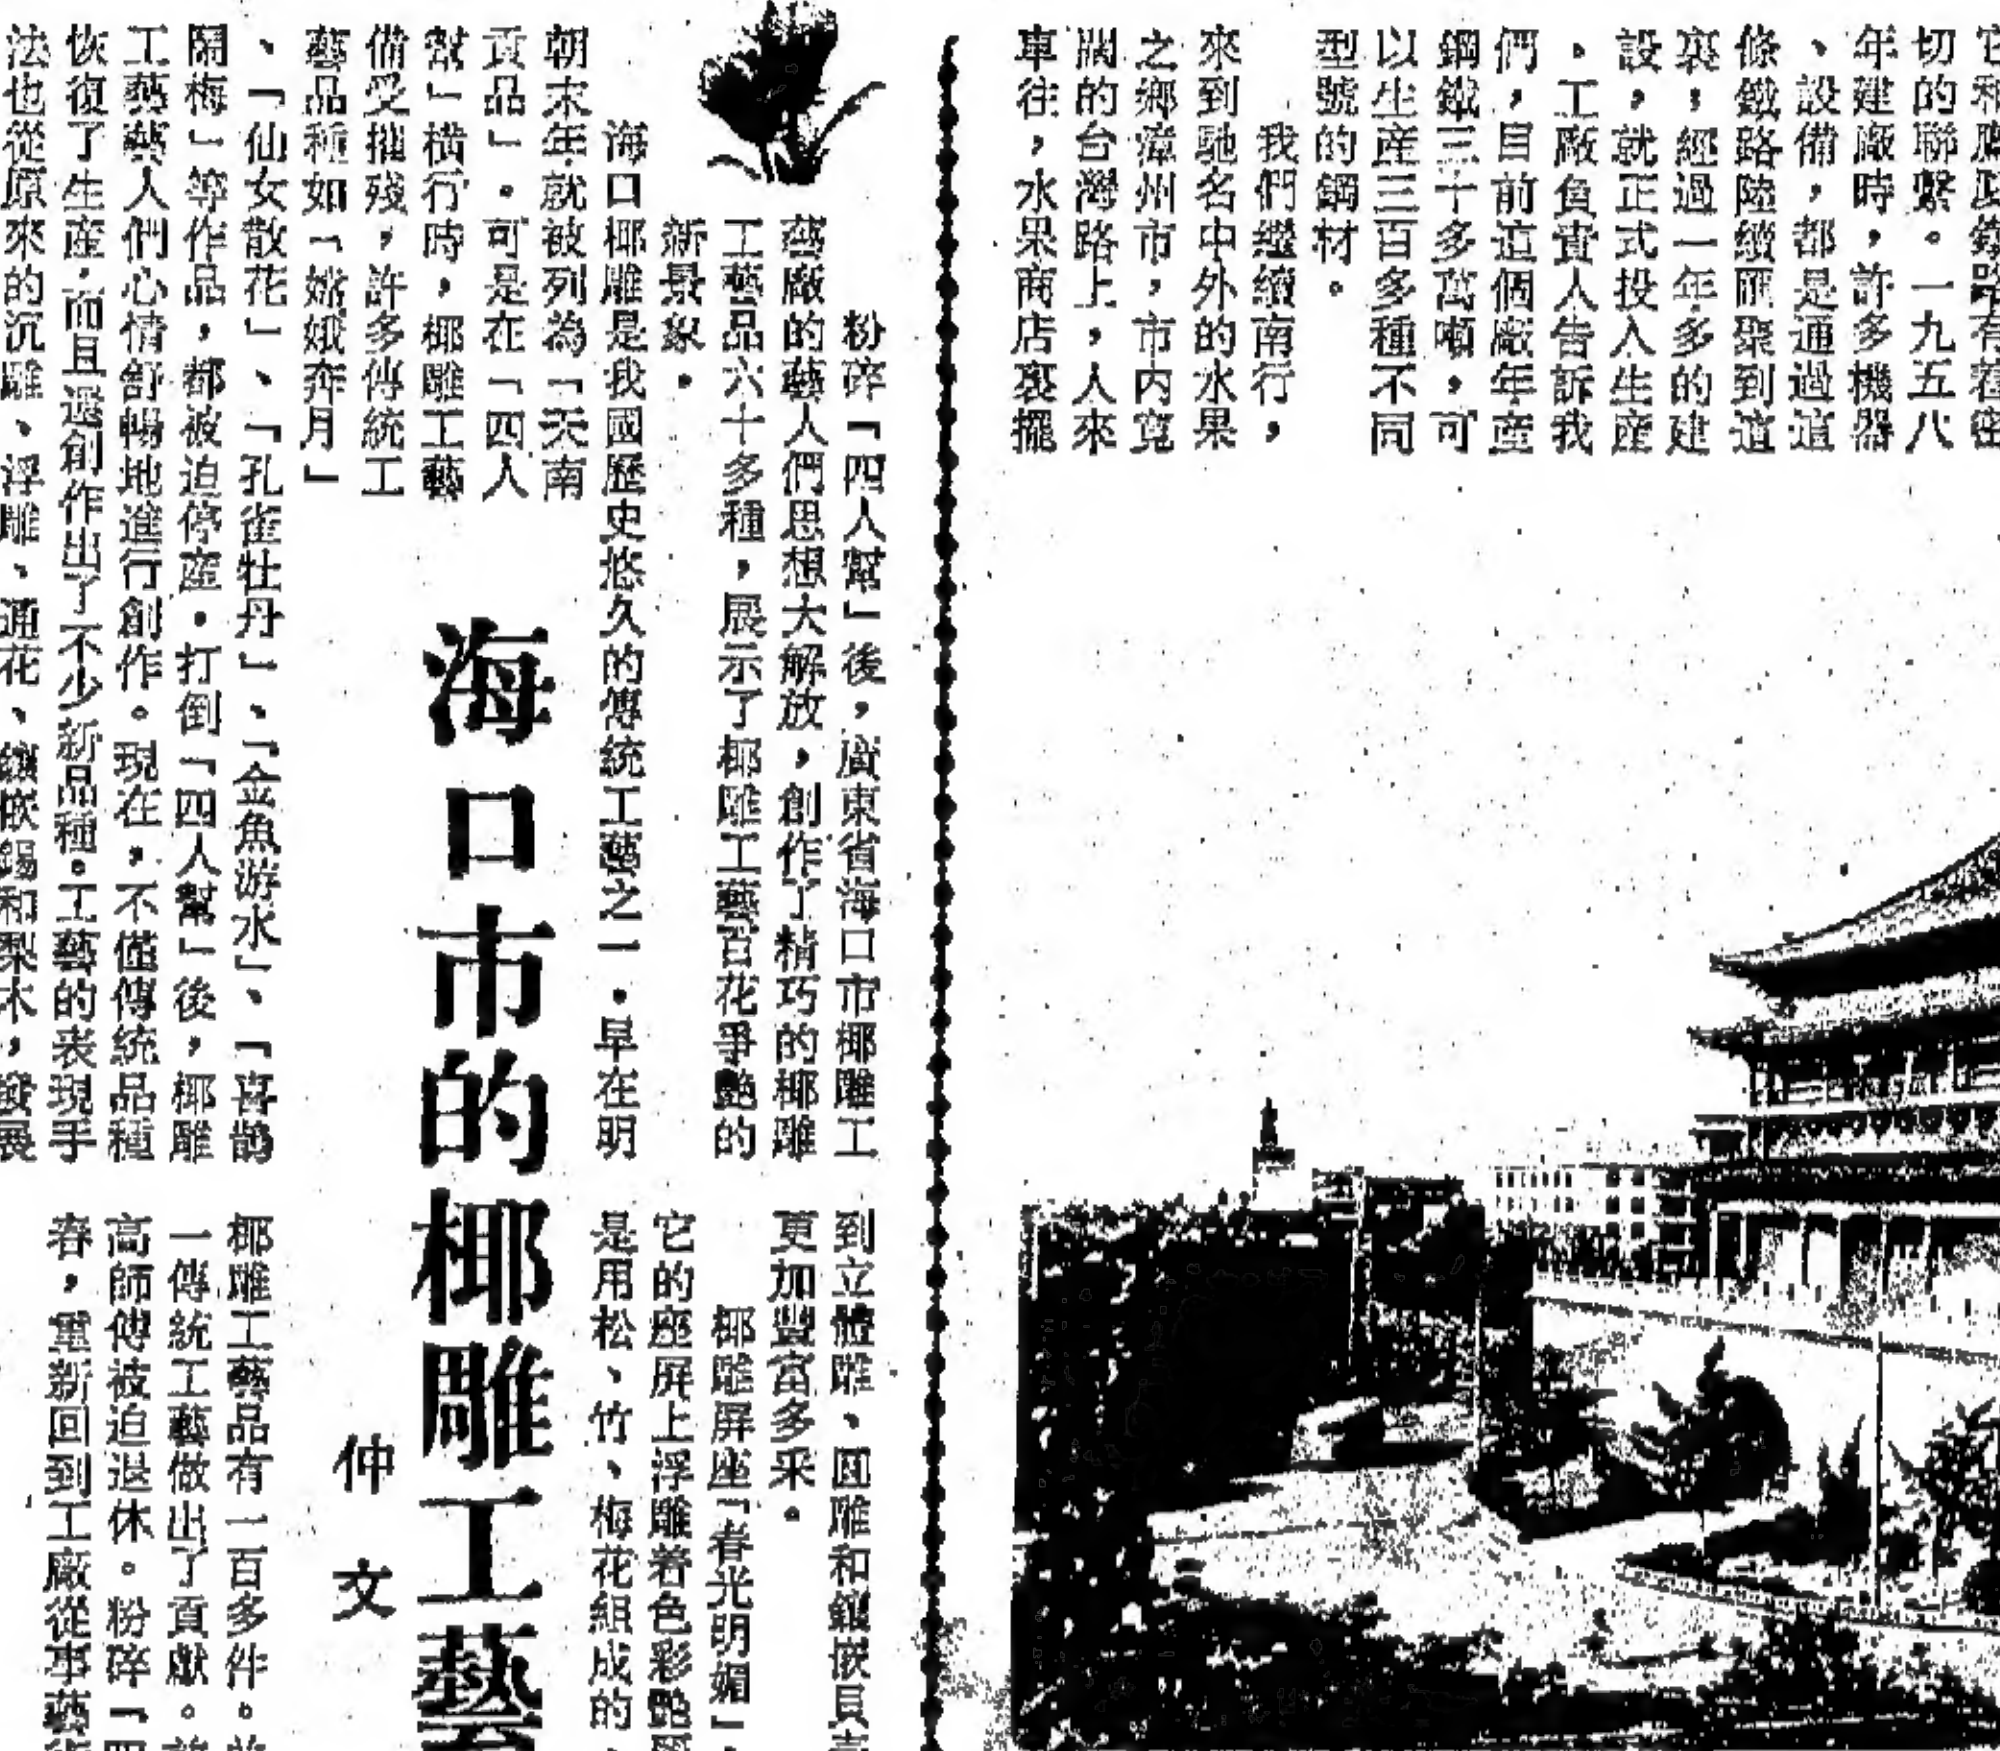 切的聯繫。一九五八
年建廠時，許多機器
、設備，都是通過這
條鐵路陸續匯聚到這
裏，經過一年多的建
設，就正式投入生產
。工廠負責人告訴我
們，目前這個廠年產
鋼鐵三十多萬噸，可
以生産三百多種不同
型號的鋼材。
我們繼續南行，
來到馳名中外的水果
之鄉漳州市，市內寬
闊的台灣路上，人來
車往，水果商店裏擺
粉碎「四人幫」後，廣東省海口市椰雕工
藝廠的藝人們思想大解放，創作了精巧的椰雕
工藝品六十多種，展示了椰雕工藝百花爭艷的
新景象。
海口椰雕是我國歷史悠久的傳統工藝之一。早在明
朝末年就被列為「天南
貢品」。可是在「四人
幫」橫行時，椰雕工藝
備受摧殘，許多傳統工
藝品種如「嫦娥奔月」
、「仙女散花」、「孔雀牡丹」、「金魚游水」、「喜鵲
鬧梅」等作品，都被迫停産。打倒「四人幫」後，椰雕
工藝藝人們心情舒暢地進行創作。現在，不僅傳統品種
恢復了生産，而且還創作出了不少新品種。工藝的表現手
法也從原來的沉雕、浮雕、通花、鑲嵌錫和梨木，發展
海口市的椰雕工藝
仲文
到立體雕、圓雕和鑲嵌貝
更加豐富多采。
椰雕屏座「春光明媚」，
它的座屏上浮雕着色彩艷
是用松、竹、梅花組成的，
椰雕工藝品有一百多件。
一傳統工藝做出了貢獻。
高師傅被迫退休。粉碎「四
春，重新回到工廠從事藝